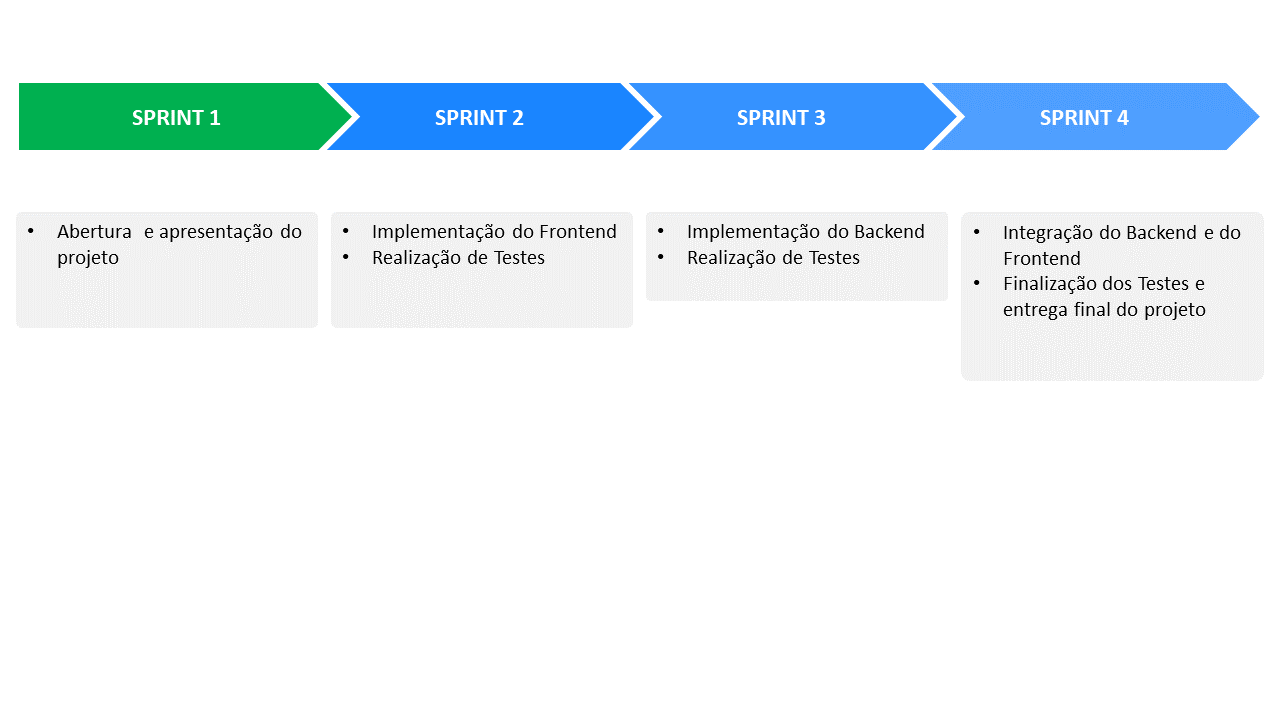 SPRINT 1
SPRINT 2
SPRINT 3
SPRINT 4
• Abertura e apresentação do
projeto
• Implementação do Frontend
• Realização de Testes
• Implementação do Backend
• Realização de Testes
• Integração do Backend e do
Frontend
• Finalização dos Testes e
entrega final do projeto